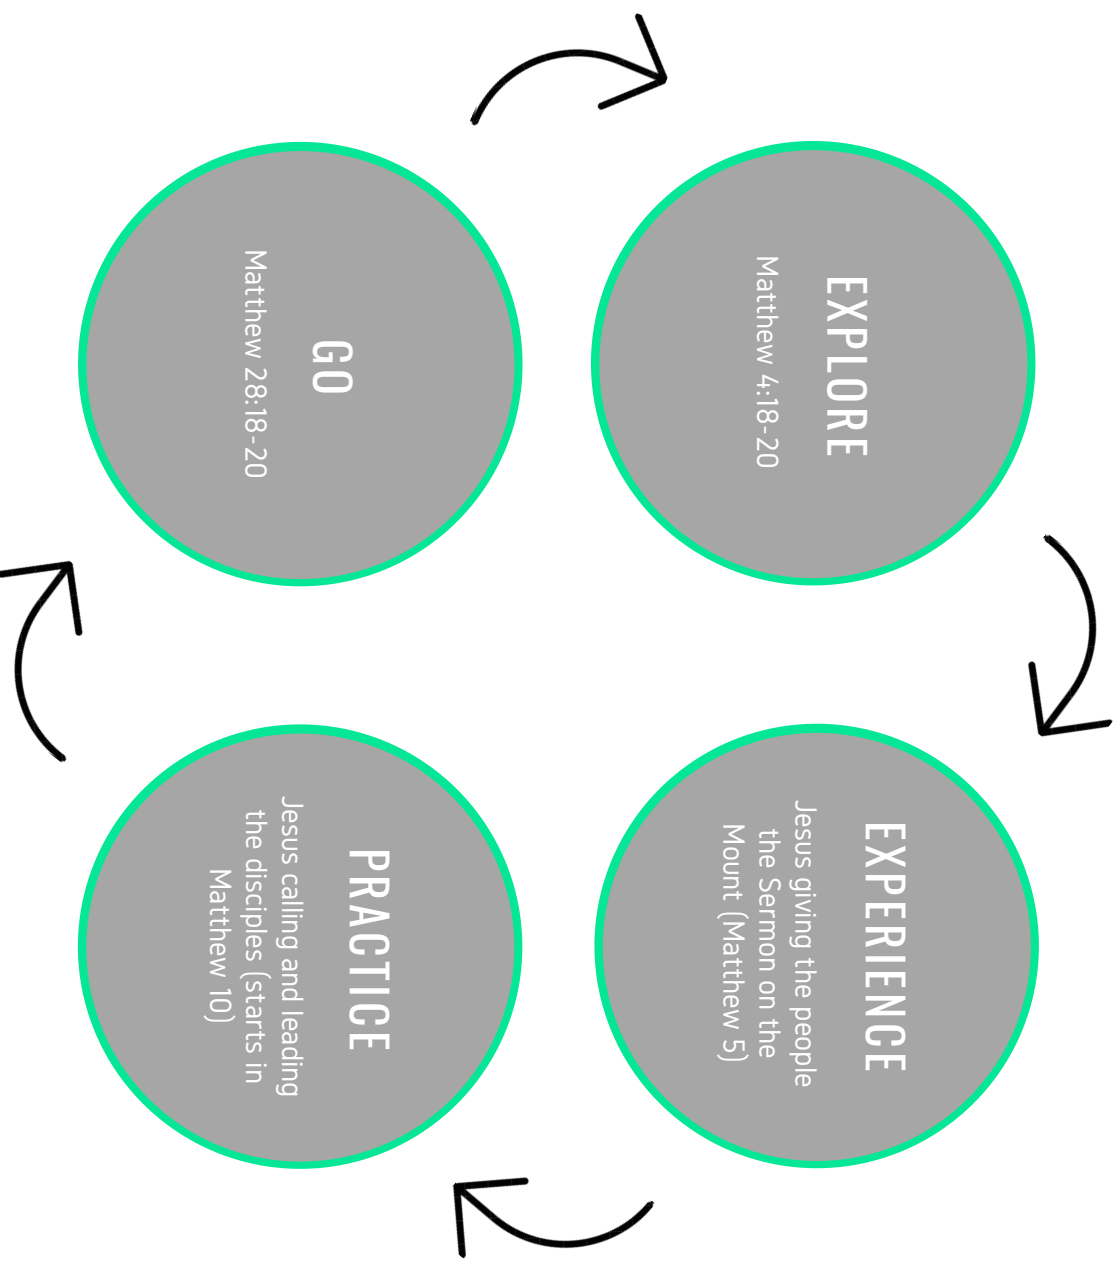 EXPLORE
Matthew 4:18-20
EXPERIENCE
Jesus giving the people
the Sermon on the
Mount (Matthew 5)
GO
Matthew 28:18-20
PRACTICE
Jesus calling and leading
the disciples (starts in
Matthew 10)